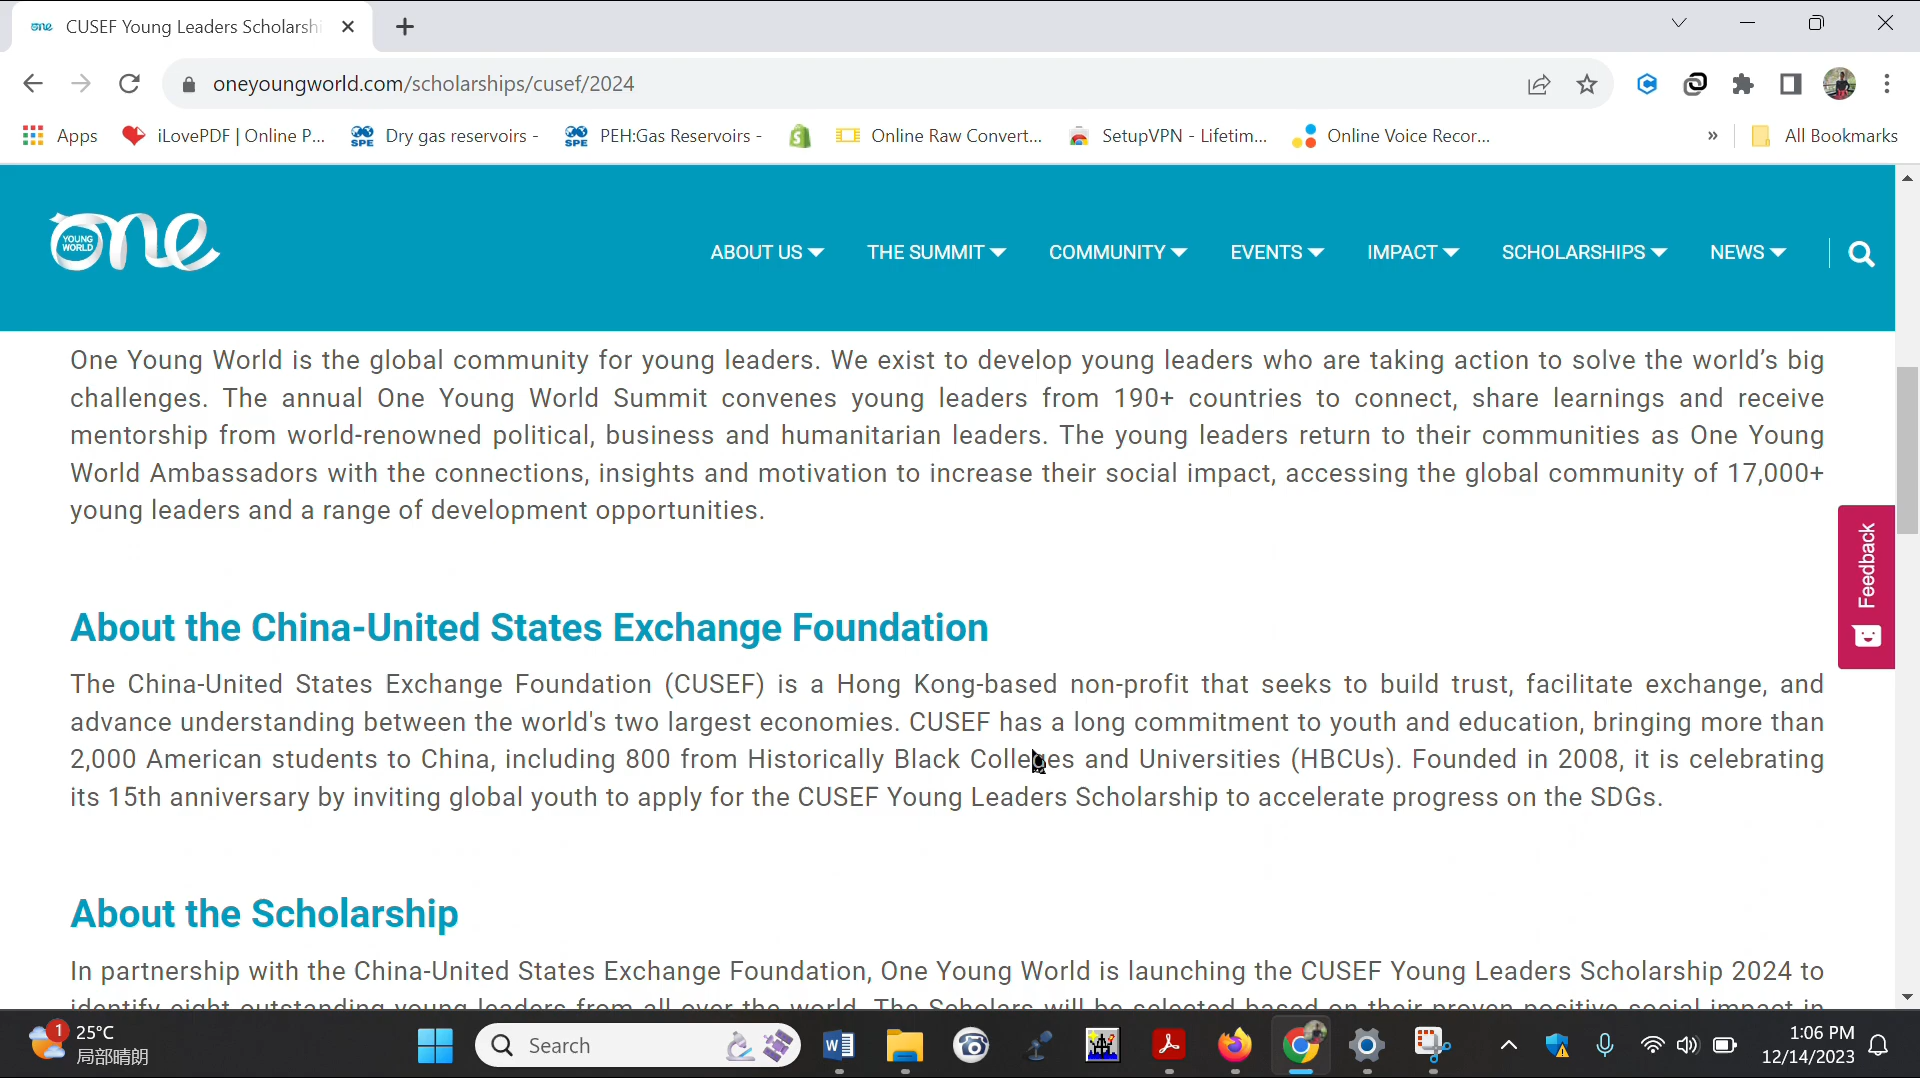 CUSEF Young Leaders Scholarshi
oneyoungworld.com/scholarships/cusef/2024
Apps
iLovePDF | Online P...
Dry gas reservoirs -
PEH:Gas Reservoirs -
Online Raw Convert...
SetupVPN - Lifetim...
Online Voice Recor...
»
All Bookmarks
one
YOUNG
WORLD
ABOUT US
THE SUMMIT
COMMUNITY
EVENTS
IMPACT
SCHOLARSHIPS
NEWS
One Young World is the global community for young leaders. We exist to develop young leaders who are taking action to solve the world’s big
challenges. The annual One Young World Summit convenes young leaders from 190+ countries to connect, share learnings and receive
mentorship from world-renowned political, business and humanitarian leaders. The young leaders return to their communities as One Young
World Ambassadors with the connections, insights and motivation to increase their social impact, accessing the global community of 17,000+
young leaders and a range of development opportunities.
Feedback
About the China-United States Exchange Foundation
The China-United States Exchange Foundation (CUSEF) is a Hong Kong-based non-profit that seeks to build trust, facilitate exchange, and
advance understanding between the world's two largest economies. CUSEF has a long commitment to youth and education, bringing more than
2,000 American students to China, including 800 from Historically Black Colleges and Universities (HBCUs). Founded in 2008, it is celebrating
its 15th anniversary by inviting global youth to apply for the CUSEF Young Leaders Scholarship to accelerate progress on the SDGs.
About the Scholarship
In partnership with the China-United States Exchange Foundation, One Young World is launching the CUSEF Young Leaders Scholarship 2024 to
identify eight outstanding young leaders from all over the world. The Scholars will be selected based on their proven positive social impact in
1
25°C
局部晴朗
Search
1:06 PM
12/14/2023